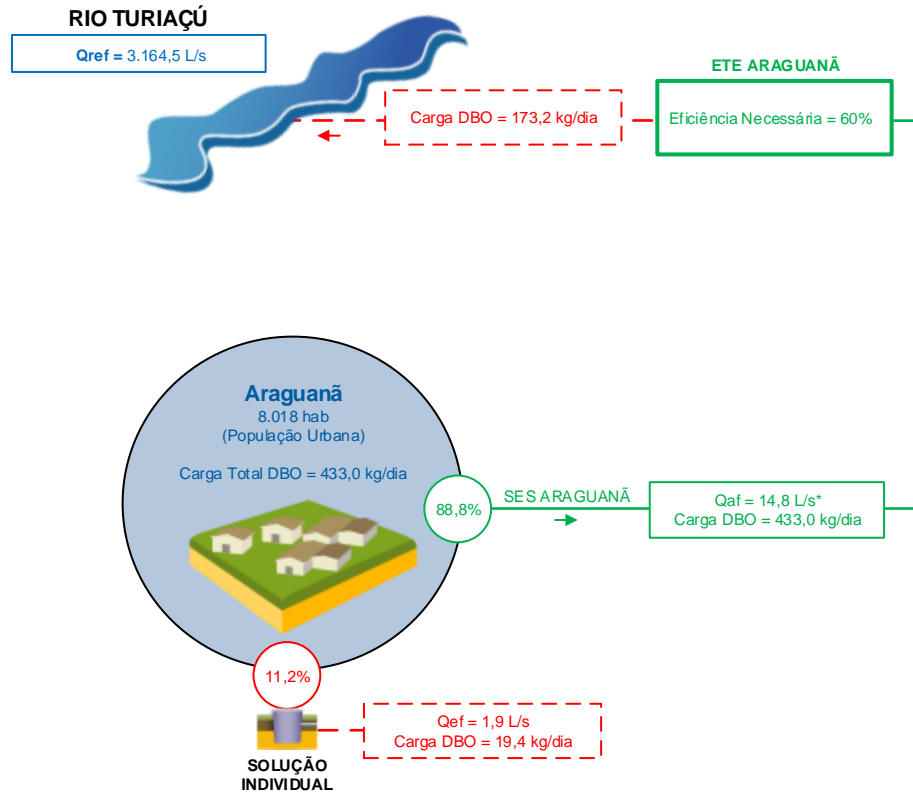 RIO TURIAÇÚ
Qref = 3.164,5 L/s
ETE ARAGUANÃ
Carga DBO = 173,2 kg/dia
Eficiência Necessária = 60%
Araguanã
8.018 hab
(População Urbana)
Carga Total DBO = 433,0 kg/dia
88,8%
SES ARAGUANÃ
Qaf = 14,8 L/s*
Carga DBO = 433,0 kg/dia
11,2%
Qef = 1,9 L/s
Carga DBO = 19,4 kg/dia
SOLUÇÃO
INDIVIDUAL